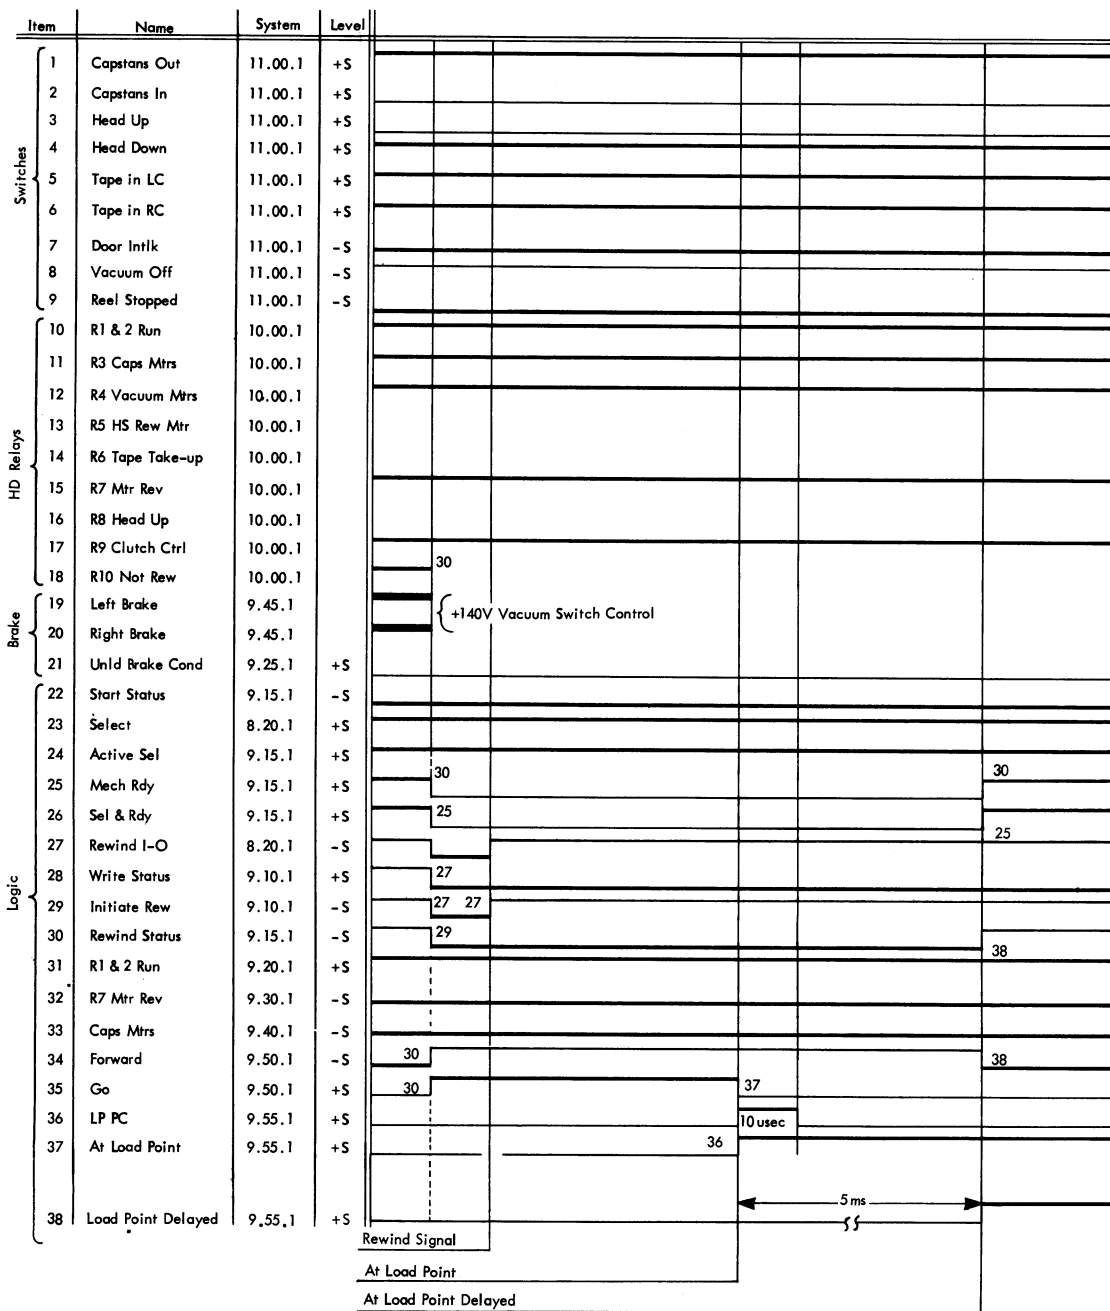 Item Name System Level
Switches
1 Capstans Out 11.00.1 +S
2 Capstans In 11.00.1 +S
3 Head Up 11.00.1 +S
4 Head Down 11.00.1 +S
5 Tape in LC 11.00.1 +S
6 Tape in RC 11.00.1 +S
7 Door Intlk 11.00.1 -S
8 Vacuum Off 11.00.1 -S
9 Reel Stopped 11.00.1 -S
HD Relays
10 R1 & 2 Run 10.00.1
11 R3 Caps Mtrs 10.00.1
12 R4 Vacuum Mtrs 10.00.1
13 R5 HS Rew Mtr 10.00.1
14 R6 Tape Take-up 10.00.1
15 R7 Mtr Rev 10.00.1
16 R8 Head Up 10.00.1
17 R9 Clutch Ctrl 10.00.1
18 R10 Not Rew 10.00.1 30
Brake
19 Left Brake 9.45.1
+140V Vacuum Switch Control
20 Right Brake 9.45.1
21 Unld Brake Cond 9.25.1 +S
Logic
22 Start Status 9.15.1 -S
23 Select 8.20.1 +S
24 Active Sel 9.15.1 +S
25 Mech Rdy 9.15.1 +S 30 30
26 Sel & Rdy 9.15.1 +S 25 25
27 Rewind I-O 8.20.1 -S
28 Write Status 9.10.1 +S 27
29 Initiate Rew 9.10.1 -S 27 27
30 Rewind Status 9.15.1 -S 29 38
31 R1 & 2 Run 9.20.1 +S
32 R7 Mtr Rev 9.30.1 -S
33 Caps Mtrs 9.40.1 -S
34 Forward 9.50.1 -S 30 38
35 Go 9.50.1 +S 30 37
36 LP PC 9.55.1 +S 10 usec
37 At Load Point 9.55.1 +S 36
5 ms
38 Load Point Delayed 9.55.1 +S
Rewind Signal
At Load Point
At Load Point Delayed